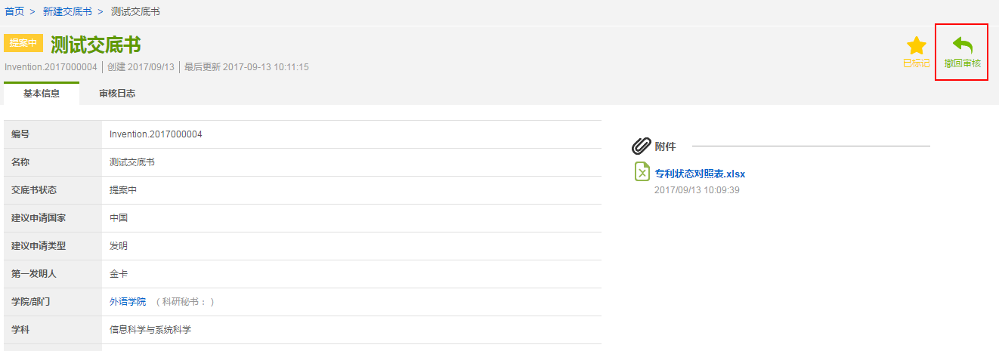 首页 > 新建交底书 > 测试交底书
提案中 测试交底书
Invention.2017000004 创建 2017/09/13 最后更新 2017-09-13 10:11:15
已标记 撤回审核
基本信息 审核日志
编号 Invention.2017000004
名称 测试交底书
交底书状态 提案中
建议申请国家 中国
建议申请类型 发明
第一发明人 金卡
学院/部门 外语学院 （ 科研秘书： ）
学科 信息科学与系统科学
附件
专利状态对照表.xlsx
2017/09/13 10:09:39